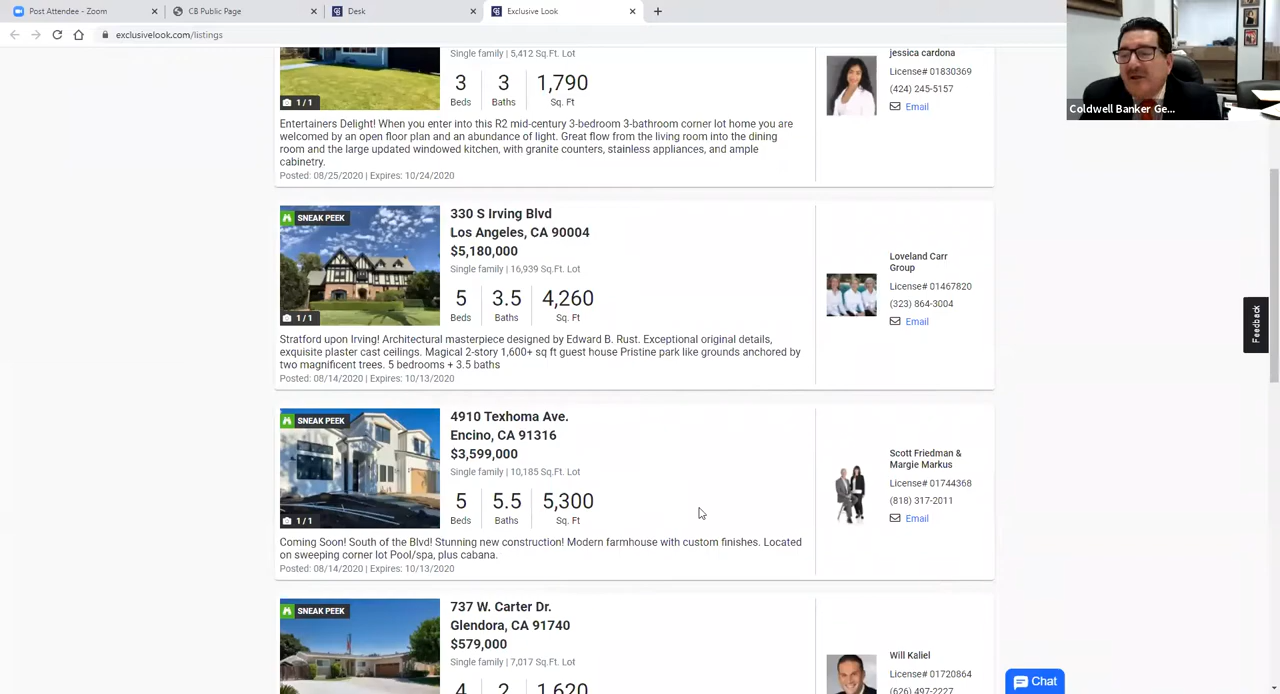 Post Attendee - Zoom
CB Public Page
Desk
Exclusive Look
exclusivelook.com/listings
Coldwell Banker Ge...
Single family | 5,412 Sq.Ft. Lot
3 3 1,790
Beds Baths Sq. Ft
1 / 1
Entertainers Delight! When you enter into this R2 mid-century 3-bedroom 3-bathroom corner lot home you are
welcomed by an open floor plan and an abundance of light. Great flow from the living room into the dining
room and the large updated windowed kitchen, with granite counters, stainless appliances, and ample
cabinetry.
Posted: 08/25/2020 | Expires: 10/24/2020
jessica cardona
License# 01830369
(424) 245-5157
Email
SNEAK PEEK
330 S Irving Blvd
Los Angeles, CA 90004
$5,180,000
Single family | 16,939 Sq.Ft. Lot
5 3.5 4,260
Beds Baths Sq. Ft
1 / 1
Stratford upon Irving! Architectural masterpiece designed by Edward B. Rust. Exceptional original details,
exquisite plaster cast ceilings. Magical 2-story 1,600+ sq ft guest house Pristine park like grounds anchored by
two magnificent trees. 5 bedrooms + 3.5 baths
Posted: 08/14/2020 | Expires: 10/13/2020
Loveland Carr
Group
License# 01467820
(323) 864-3004
Email
Feedback
SNEAK PEEK
4910 Texhoma Ave.
Encino, CA 91316
$3,599,000
Single family | 10,185 Sq.Ft. Lot
5 5.5 5,300
Beds Baths Sq. Ft
1 / 1
Coming Soon! South of the Blvd! Stunning new construction! Modern farmhouse with custom finishes. Located
on sweeping corner lot Pool/spa, plus cabana.
Posted: 08/14/2020 | Expires: 10/13/2020
Scott Friedman &
Margie Markus
License# 01744368
(818) 317-2011
Email
SNEAK PEEK
737 W. Carter Dr.
Glendora, CA 91740
$579,000
Single family | 7,017 Sq.Ft. Lot
4 2 1,620
Will Kaliel
License# 01720864
(626) 497-2227
Chat